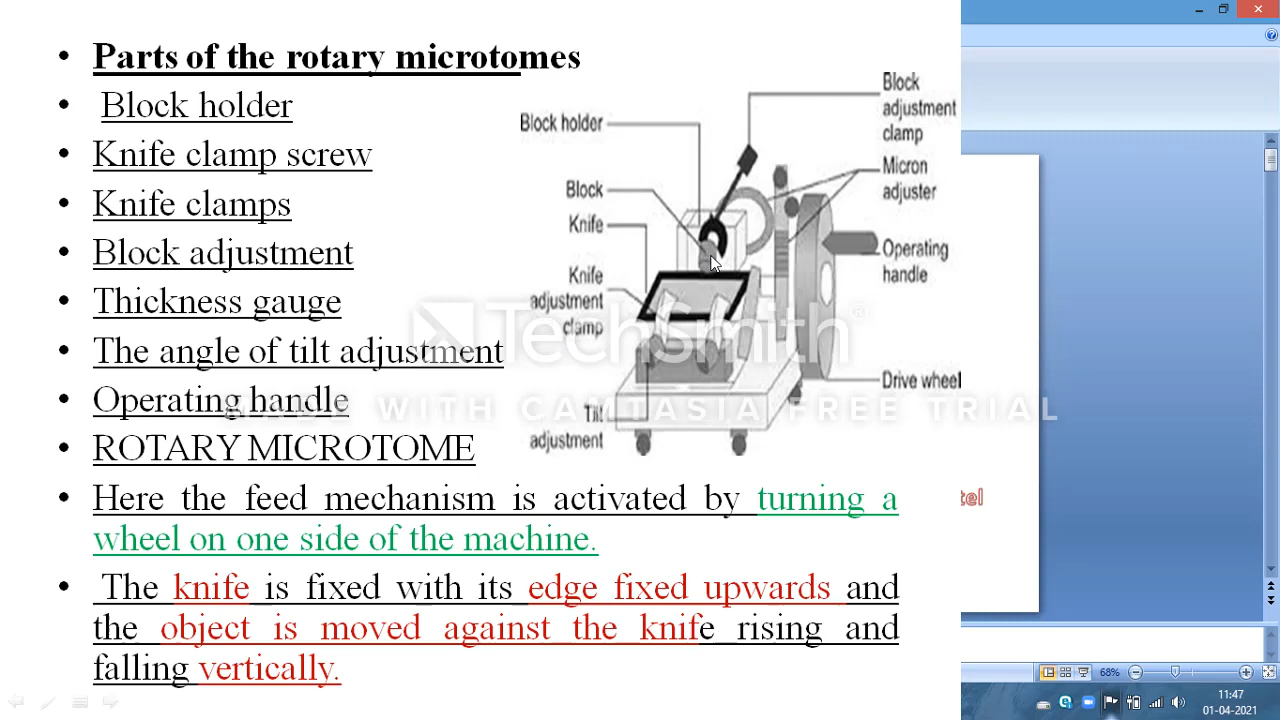 • Parts of the rotary microtomes
• Block holder
• Knife clamp screw
• Knife clamps
• Block adjustment
• Thickness gauge
• The angle of tilt adjustment
• Operating handle
• ROTARY MICROTOME
• Here the feed mechanism is activated by turning a
wheel on one side of the machine.
• The knife is fixed with its edge fixed upwards and
the object is moved against the knife rising and
falling vertically.
Block
adjustment
clamp
Block holder
Micron
adjuster
Block
Knife
Operating
handle
Knife
adjustment
clamp
Drive wheel
Tilt
adjustment
TechSmith®
MADE WITH CAMTASIA FREE TRIAL
tel
68%
11:47
01-04-2021